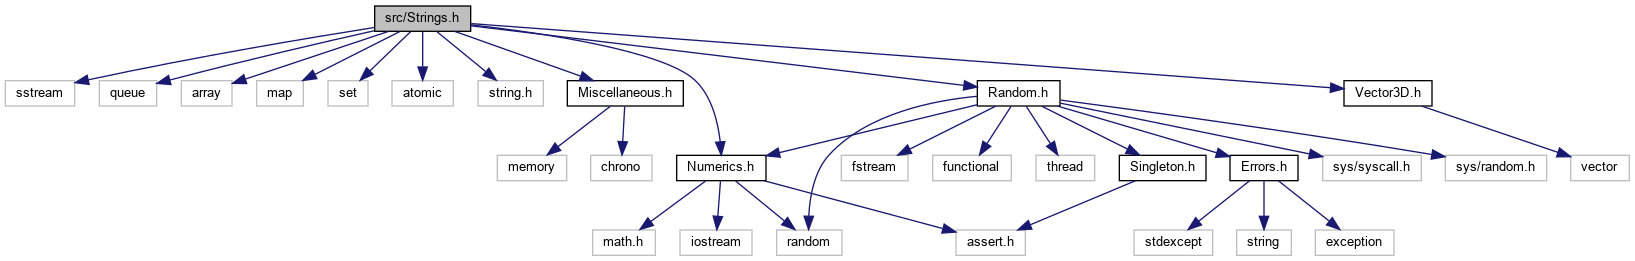 src/Strings.h
sstream
queue
array
map
set
atomic
string.h
Miscellaneous.h
Random.h
Vector3D.h
memory
chrono
Numerics.h
fstream
functional
thread
Singleton.h
Errors.h
sys/syscall.h
sys/random.h
vector
math.h
iostream
random
assert.h
stdexcept
string
exception